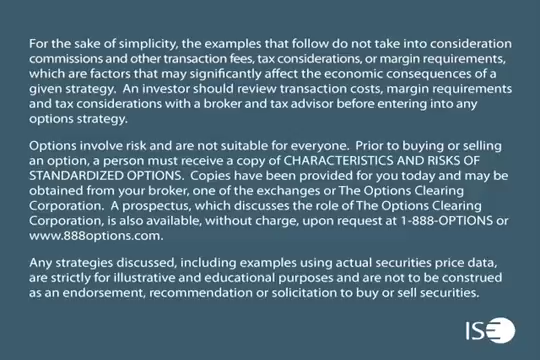 For the sake of simplicity, the examples that follow do not take into consideration
commissions and other transaction fees, tax considerations, or margin requirements,
which are factors that may significantly affect the economic consequences of a
given strategy. An investor should review transaction costs, margin requirements
and tax considerations with a broker and tax advisor before entering into any
options strategy.
Options involve risk and are not suitable for everyone. Prior to buying or selling
an option, a person must receive a copy of CHARACTERISTICS AND RISKS OF
STANDARDIZED OPTIONS. Copies have been provided for you today and may be
obtained from your broker, one of the exchanges or The Options Clearing
Corporation. A prospectus, which discusses the role of The Options Clearing
Corporation, is also available, without charge, upon request at 1-888-OPTIONS or
www.888options.com.
Any strategies discussed, including examples using actual securities price data,
are strictly for illustrative and educational purposes and are not to be construed
as an endorsement, recommendation or solicitation to buy or sell securities.
ISE